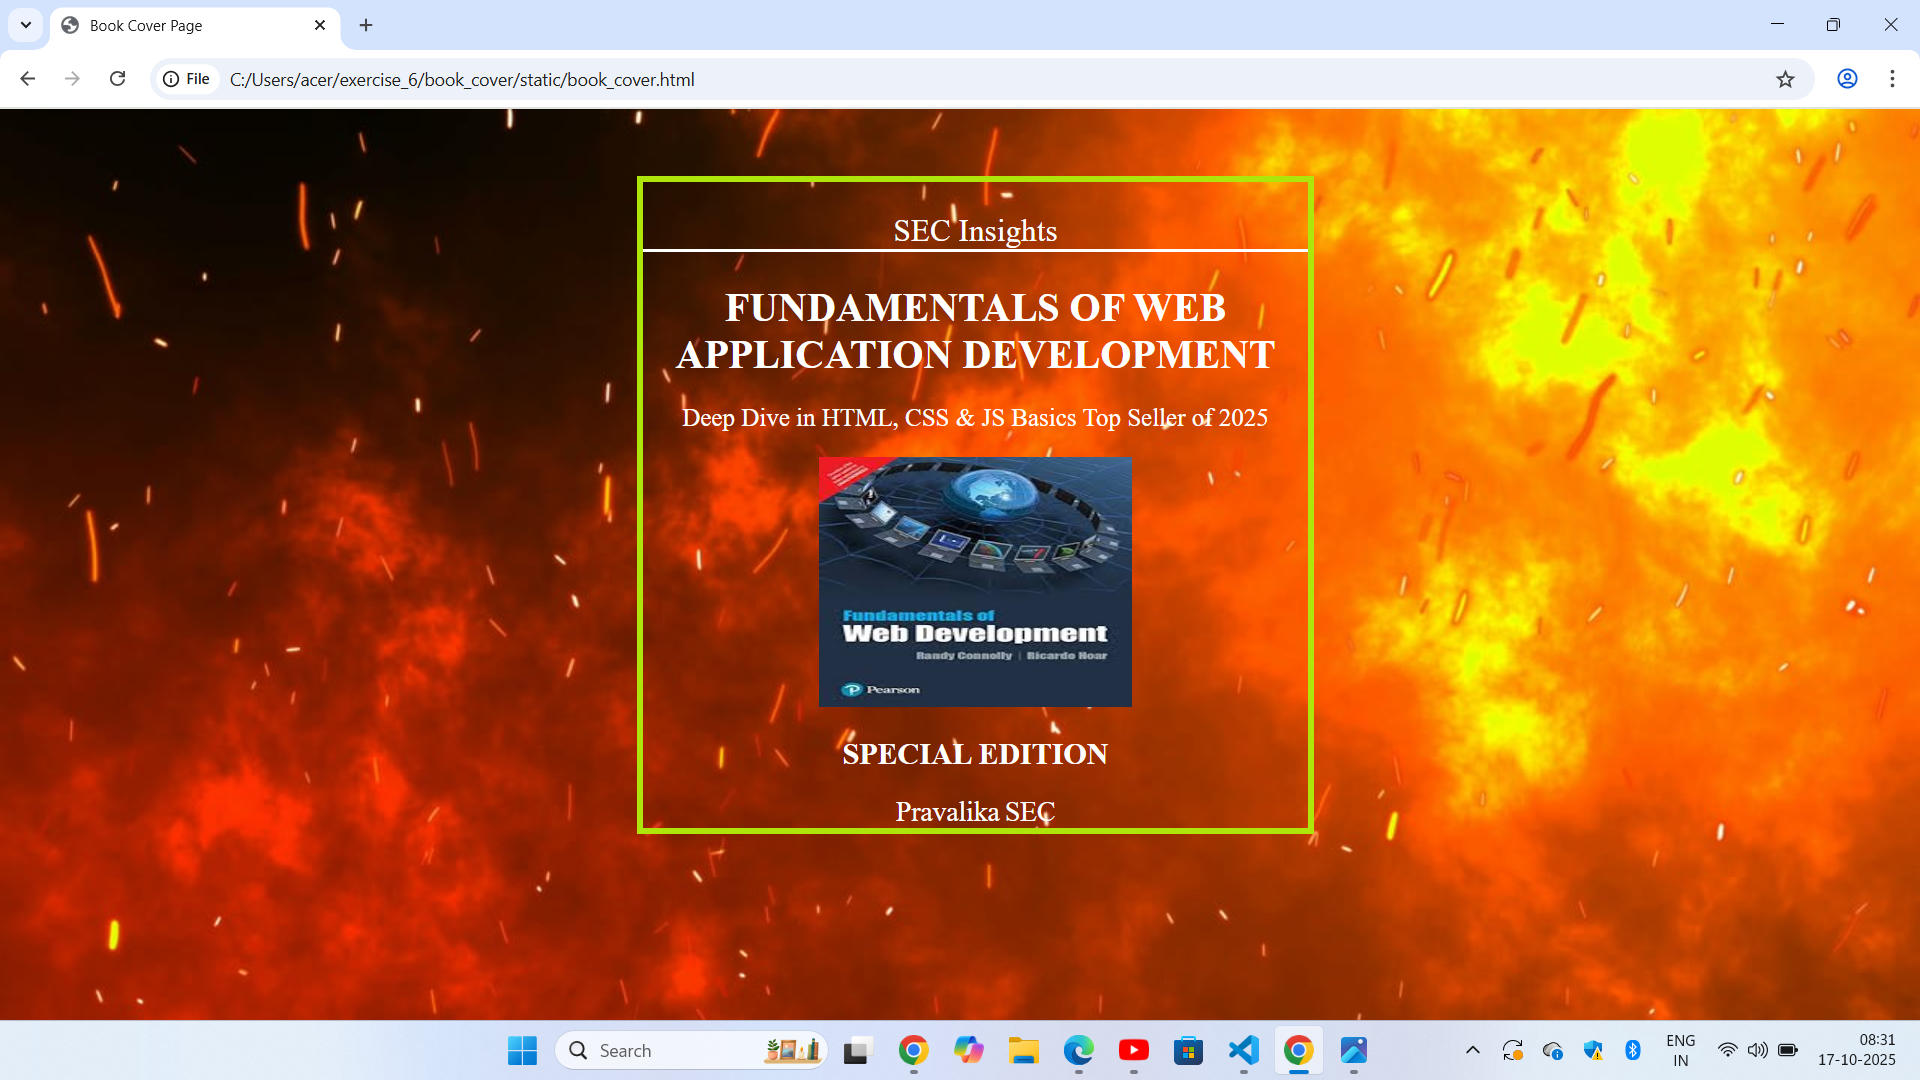 Book Cover Page
File
C:/Users/acer/exercise_6/book_cover/static/book_cover.html
SEC Insights
FUNDAMENTALS OF WEB
APPLICATION DEVELOPMENT
Deep Dive in HTML, CSS & JS Basics Top Seller of 2025
Fundamentals of
Web Development
Randy Connolly | Ricardo Hoar
Pearson
SPECIAL EDITION
Pravalika SEC
Search
ENG
IN
08:31
17-10-2025